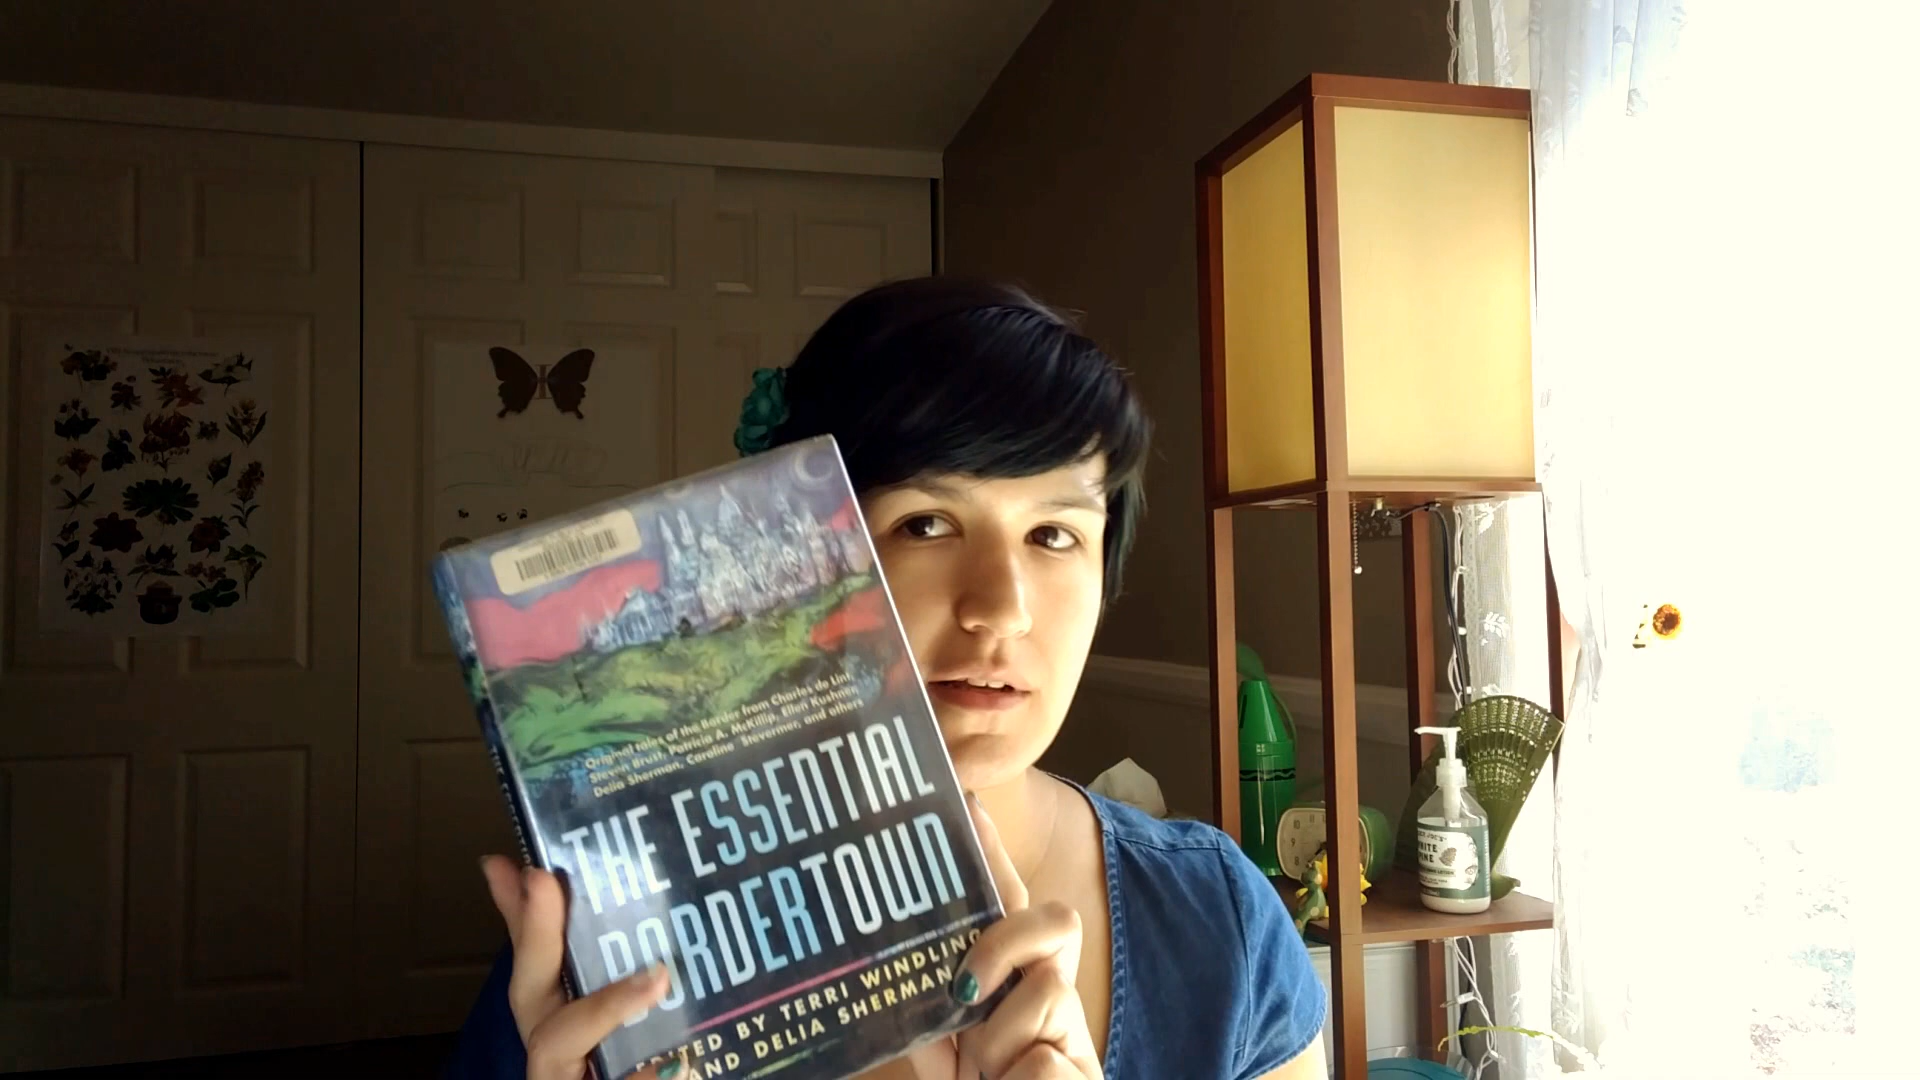 Original tales of the Border from Charles de Lint,
Steven Brust, Patricia A. McKillip, Ellen Kushner,
Delia Sherman, Caroline Stevermer, and others
THE ESSENTIAL
BORDERTOWN
EDITED BY TERRI WINDLING
AND DELIA SHERMAN